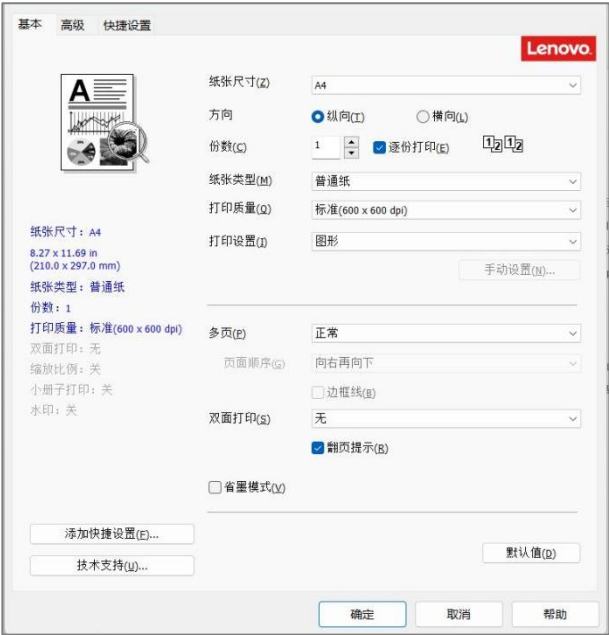 基本 高级 快捷设置
Lenovo.
A
纸张尺寸(Z) A4
方向 纵向(T) 横向(L)
份数(C) 1 逐份打印(E) 1 2 1 2
纸张类型(M) 普通纸
打印质量(Q) 标准(600 x 600 dpi)
打印设置(I) 图形
手动设置(N)...
纸张尺寸: A4
8.27 x 11.69 in
(210.0 x 297.0 mm)
纸张类型: 普通纸
份数: 1
打印质量: 标准(600 x 600 dpi)
双面打印: 无
缩放比例: 关
小册子打印: 关
水印: 关
多页(P) 正常
页面顺序(G) 向右再向下
边框线(B)
双面打印(S) 无
翻页提示(R)
省墨模式(V)
添加快捷设置(F)...
技术支持(U)...
默认值(D)
确定 取消 帮助